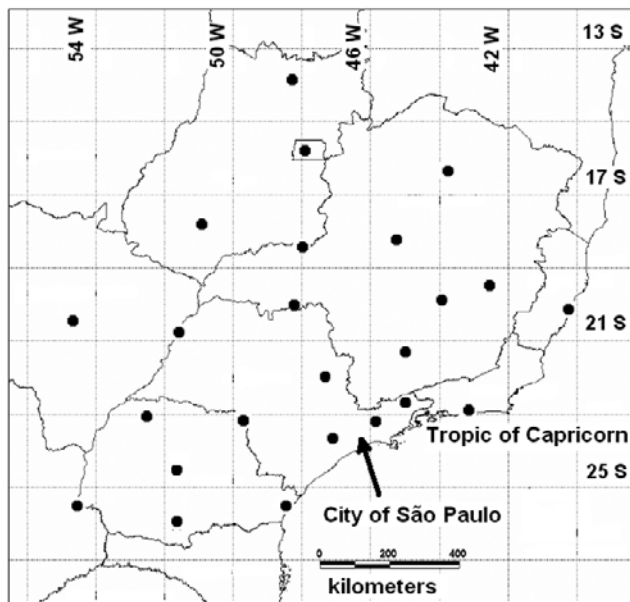 54 W
50 W
46 W
42 W
13 S
17 S
21 S
Tropic of Capricorn
25 S
City of São Paulo
0 200 400
kilometers